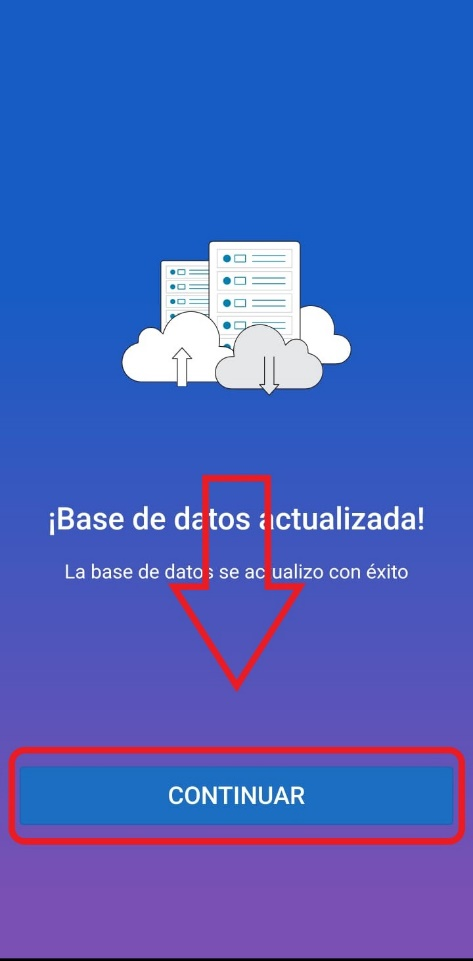 ¡Base de datos actualizada!
La base de datos se actualizo con éxito
CONTINUAR